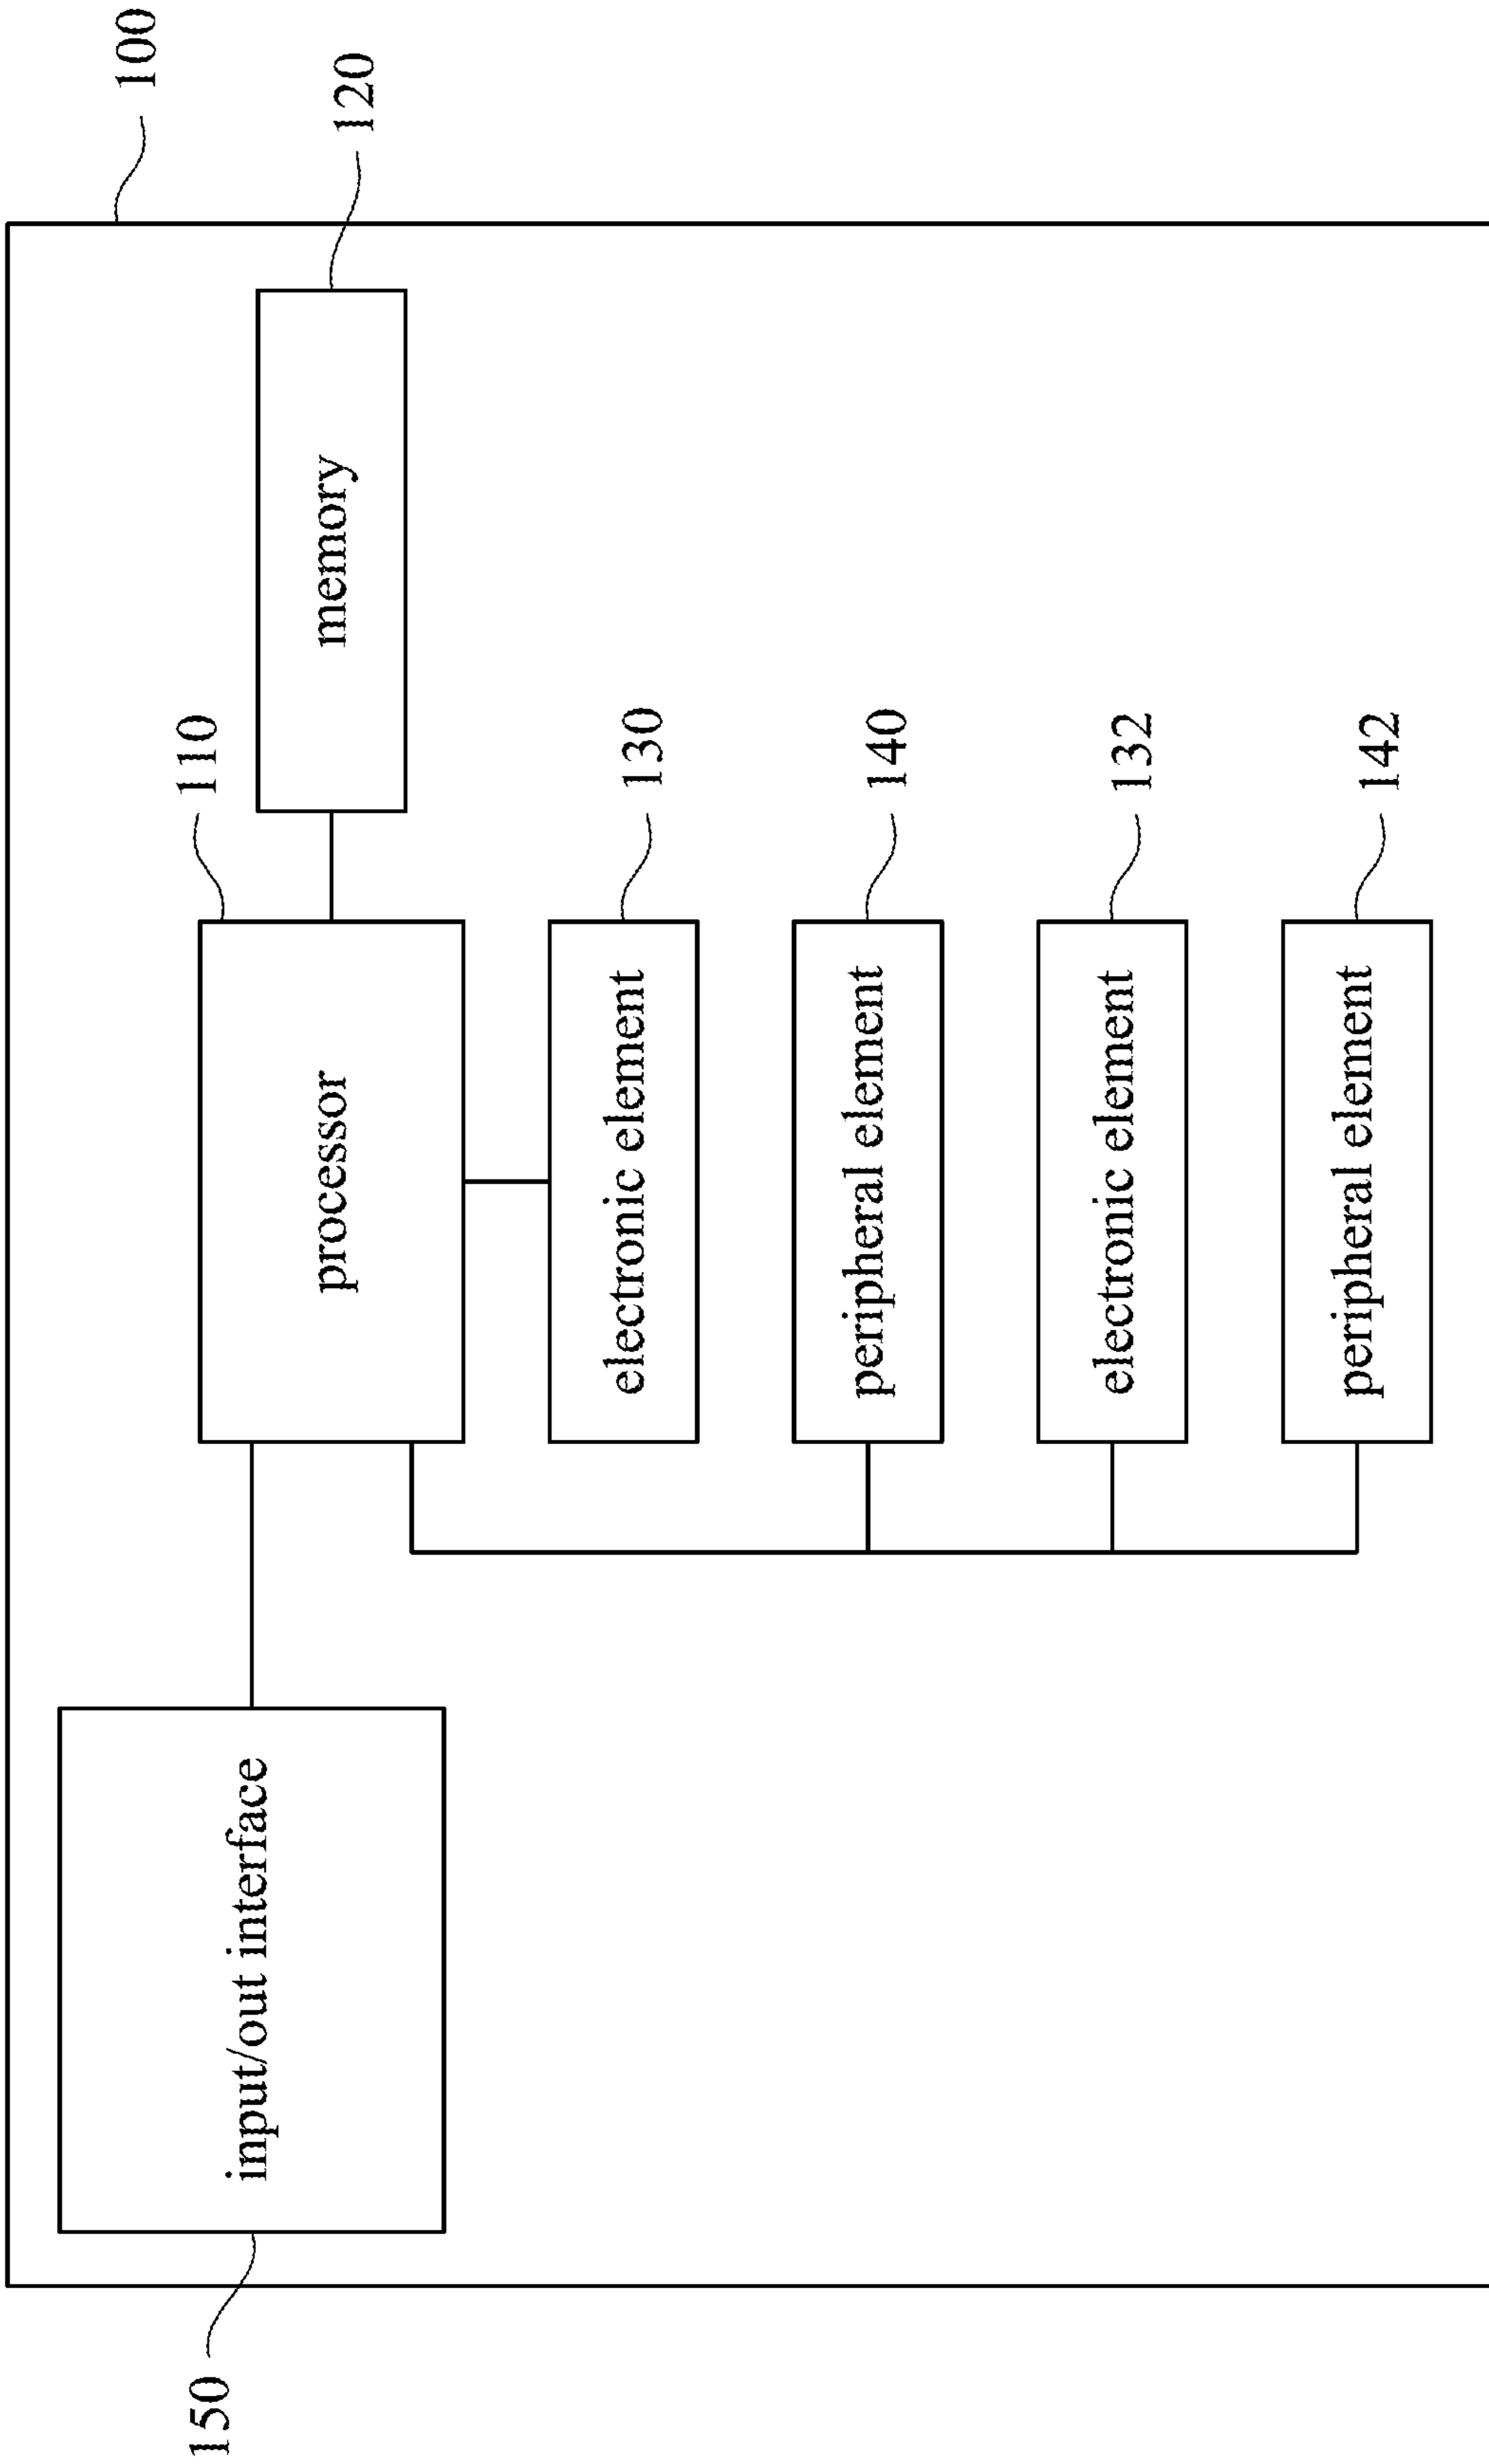 100
120
memory
110
processor
input/out interface
150
130
electronic element
140
peripheral element
132
electronic element
142
peripheral element